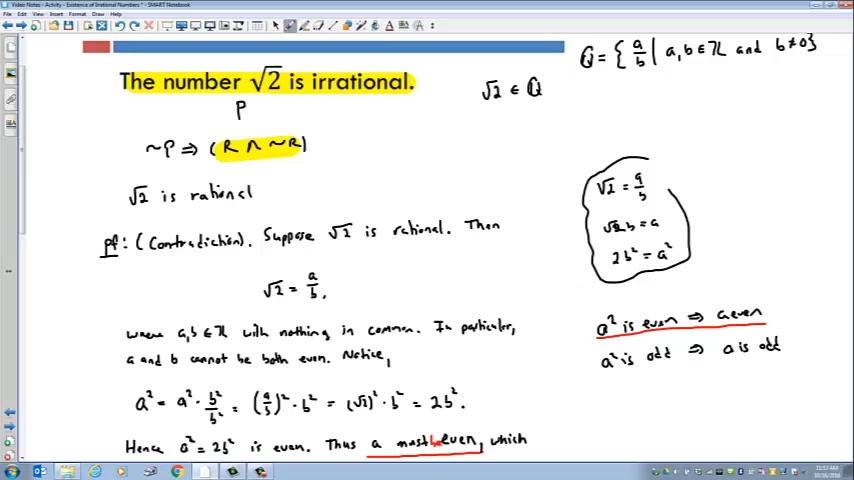 Video Notes - Activity - Existence of Irrational Numbers * - SMART Notebook
File Edit View Insert Format Tools Draw Help
The number √2 is irrational.
P
~P ⇒ (R ∧ ~R)
√2 is rational
√2 ∈ ℚ
ℚ = { a/b | a,b ∈ ℤ and b ≠ 0}
pf: (Contradiction). Suppose √2 is rational. Then
√2 = a/b,
where a,b ∈ ℤ with nothing in common. In particular,
a and b cannot be both even. Notice,
a² = a² · b²/b² = (a/b)² · b² = (√2)² · b² = 2b².
Hence a² = 2b² is even. Thus a must be even, which
√2 = a/b
√2 b = a
2b² = a²
a² is even ⇒ a even
a² is odd ⇒ a is odd
11:57 AM